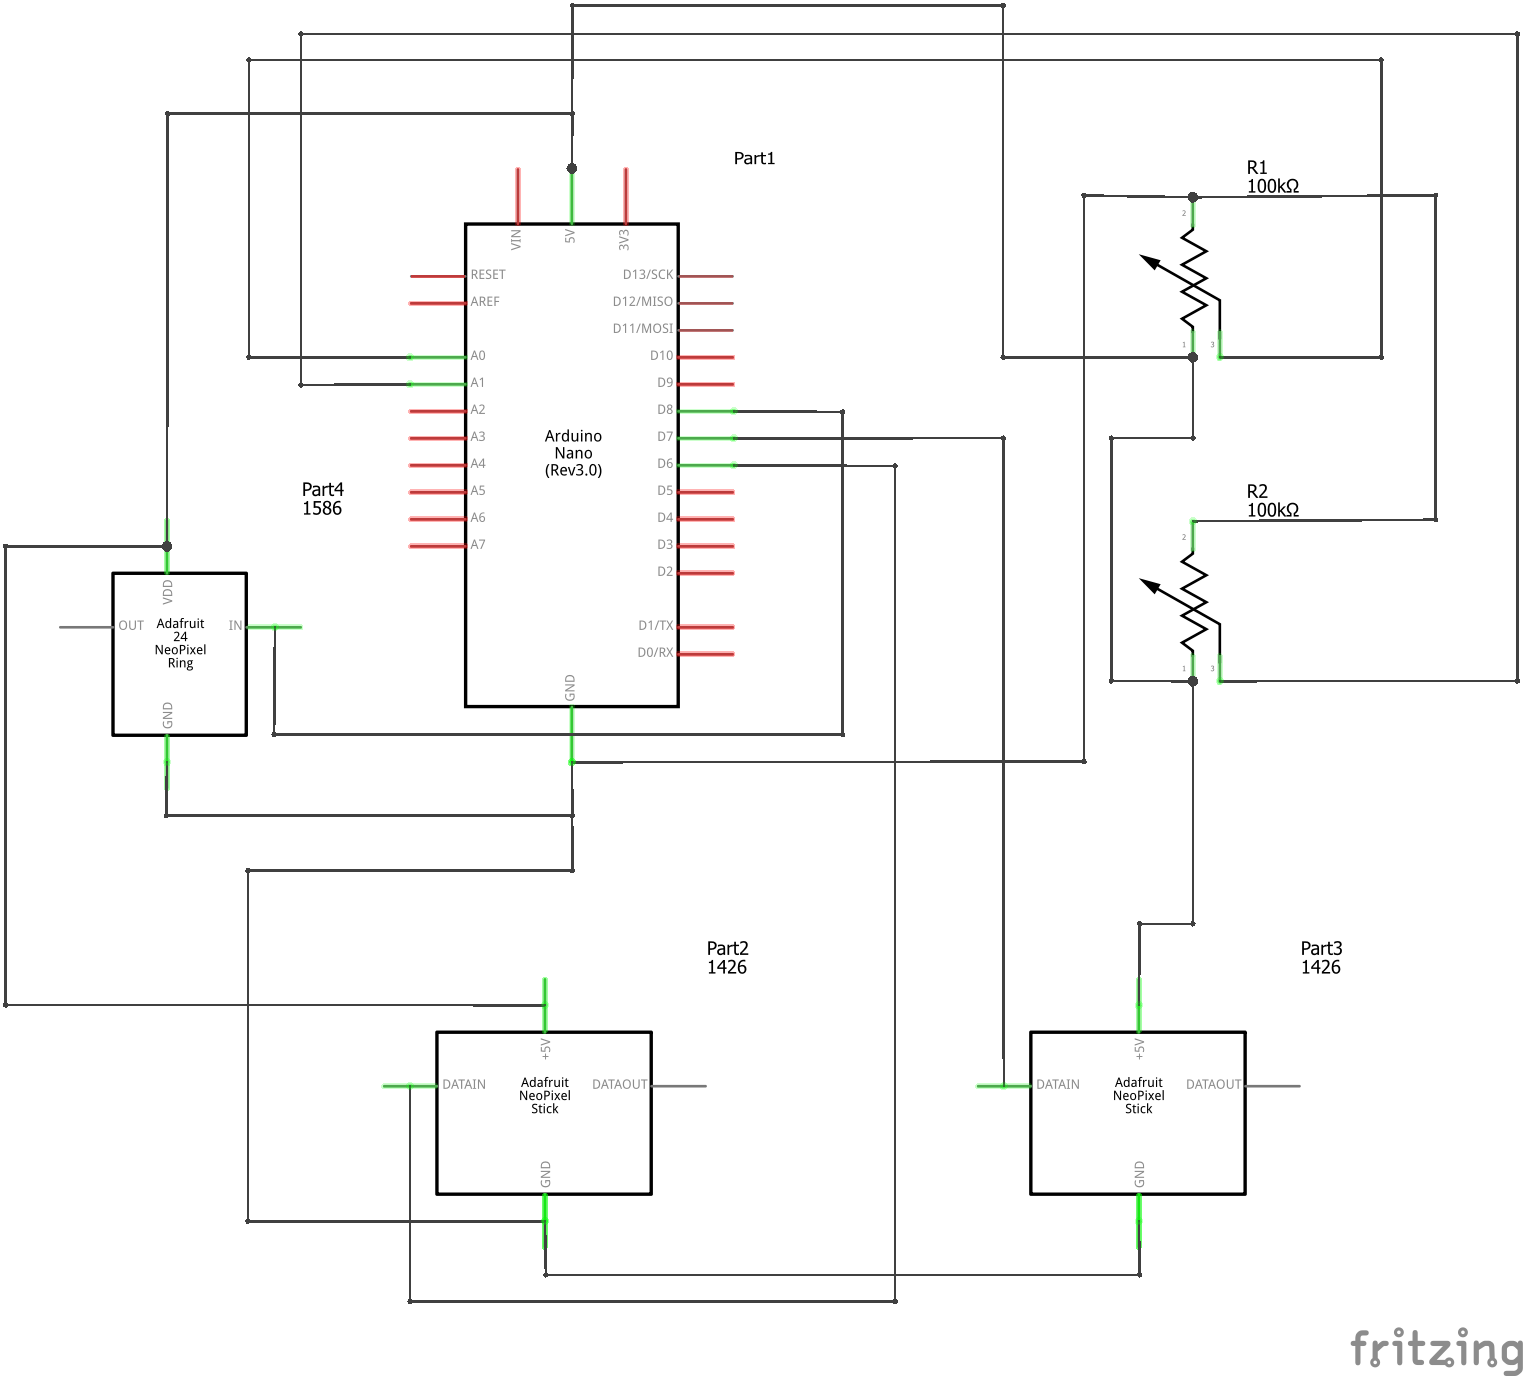 Part1
R1
100kΩ
2
1
3
VIN
5V
3V3
RESET
AREF
A0
A1
A2
A3
A4
A5
A6
A7
D13/SCK
D12/MISO
D11/MOSI
D10
D9
D8
D7
D6
D5
D4
D3
D2
D1/TX
D0/RX
GND
Arduino
Nano
(Rev3.0)
Part4
1586
VDD
OUT
IN
GND
Adafruit
24
NeoPixel
Ring
R2
100kΩ
2
1
3
Part2
1426
+5V
DATAIN
DATAOUT
GND
Adafruit
NeoPixel
Stick
Part3
1426
+5V
DATAIN
DATAOUT
GND
Adafruit
NeoPixel
Stick
fritzing